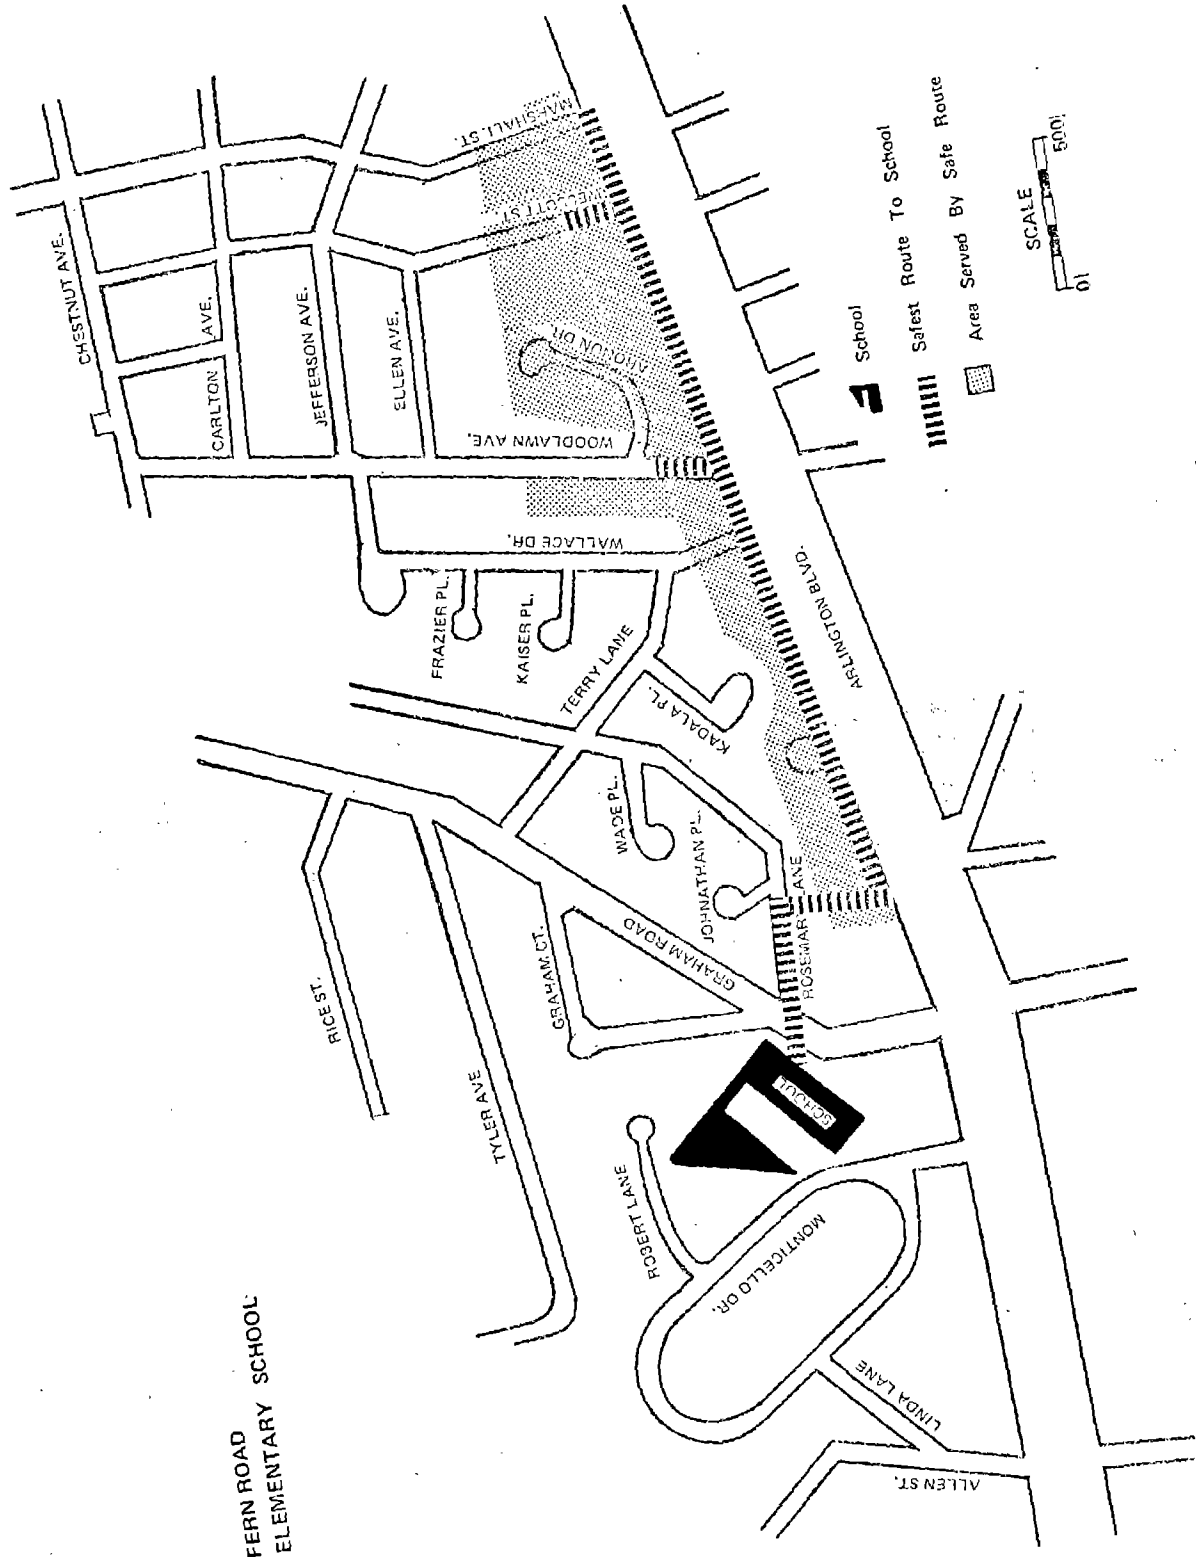 FERN ROAD
ELEMENTARY SCHOOL
CHESTNUT AVE.
CARLTON AVE.
JEFFERSON AVE.
ELLEN AVE.
WOODLAWN AVE.
MARSHALL ST.
ST.
DR.
WALLACE DR.
FRAZIER PL.
KAISER PL.
TERRY LANE
KADALA PL.
WADE PL.
JOHNATHAN PL.
ROSEMARY LANE
GRAHAM ROAD
GRAHAM CT.
RICE ST.
TYLER AVE
ROBERT LANE
SCHOOL
MONTICELLO DR.
LINDA LANE
ALLEN ST.
ARLINGTON BLVD.
School
Safest Route To School
Area Served By Safe Route
SCALE
0' 500'